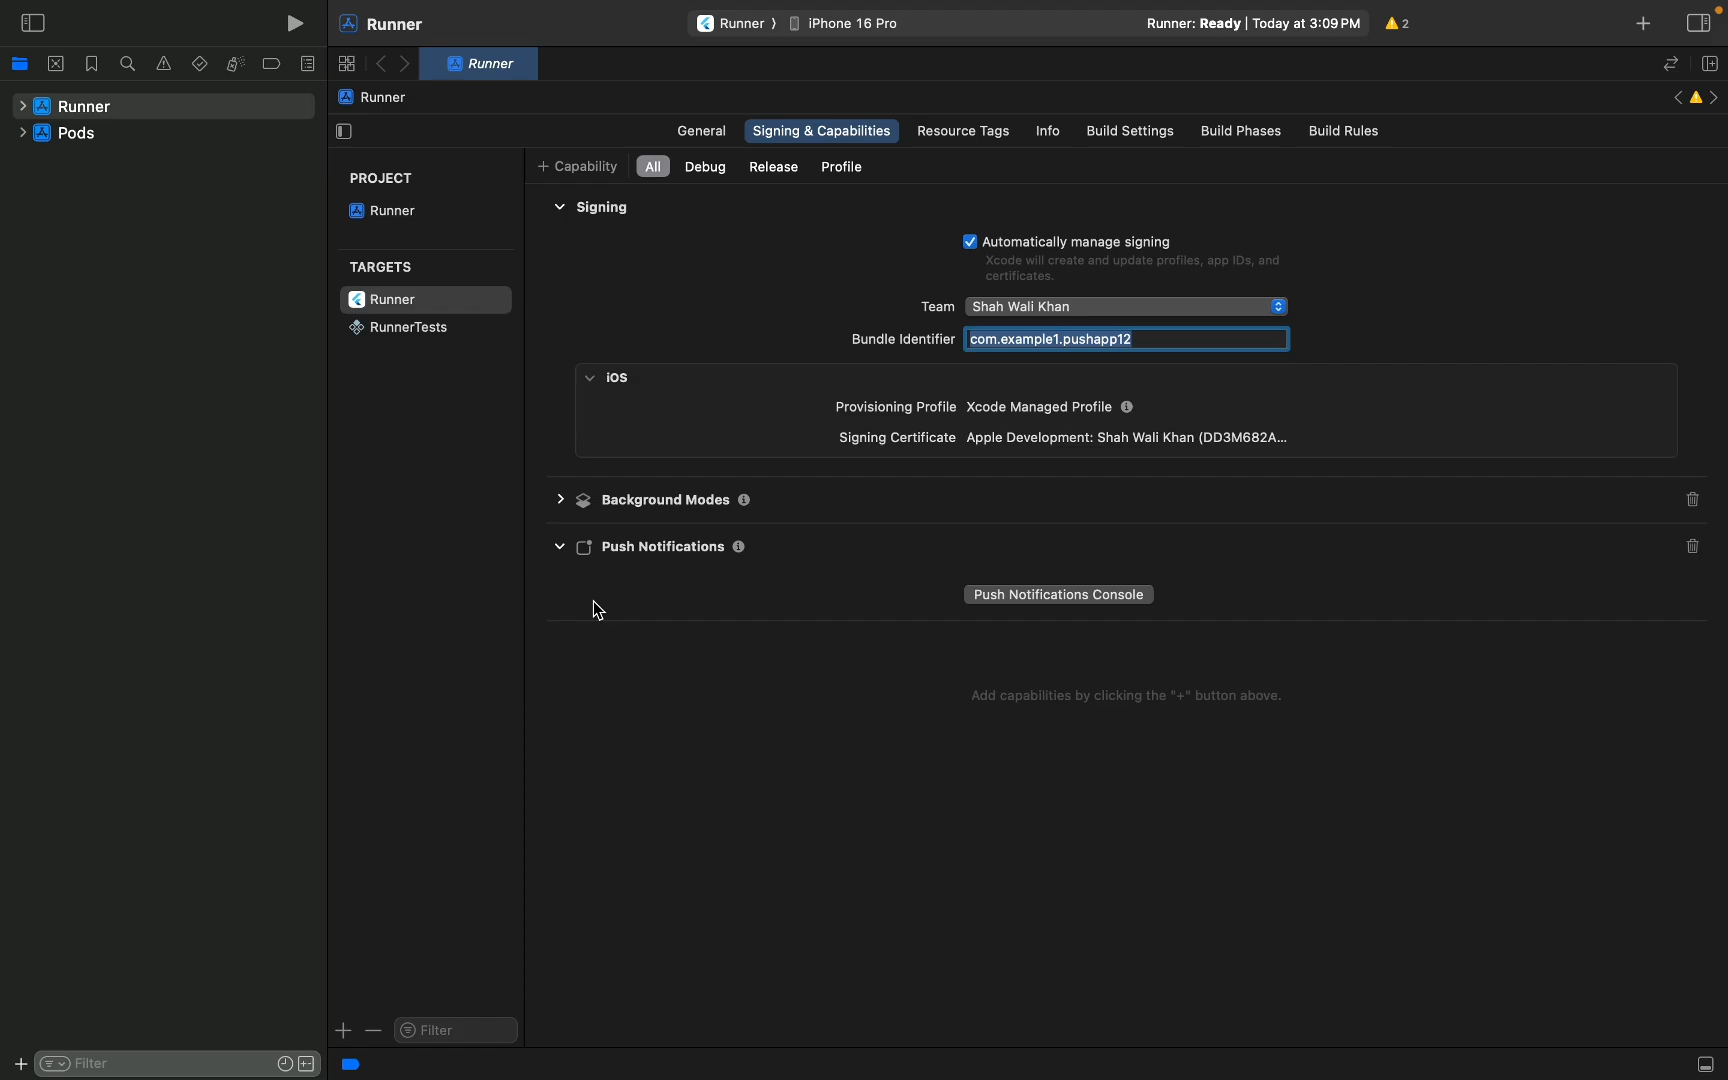 Runner
Runner 〉 iPhone 16 Pro
Runner: Ready | Today at 3:09 PM
2
Runner
Runner
Pods
Runner
General
Signing & Capabilities
Resource Tags
Info
Build Settings
Build Phases
Build Rules
+ Capability
All
Debug
Release
Profile
PROJECT
Runner
TARGETS
Runner
RunnerTests
Signing
Automatically manage signing
Xcode will create and update profiles, app IDs, and
certificates.
Team
Shah Wali Khan
Bundle Identifier
com.example1.pushapp12
iOS
Provisioning Profile
Xcode Managed Profile
Signing Certificate
Apple Development: Shah Wali Khan (DD3M682A...
Background Modes
Push Notifications
Push Notifications Console
Add capabilities by clicking the "+" button above.
Filter
Filter